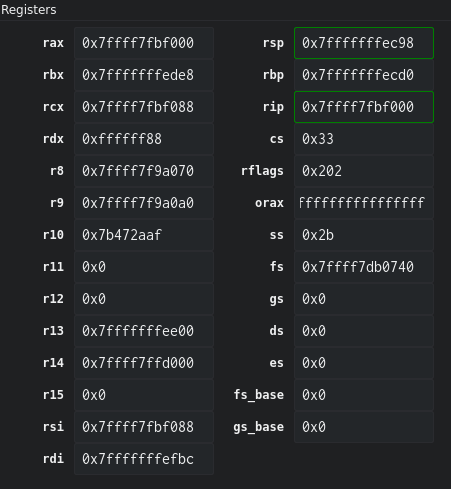 Registers
rax 0x7ffff7fbf000 rsp 0x7fffffffec98
rbx 0x7fffffffede8 rbp 0x7fffffffecd0
rcx 0x7ffff7fbf088 rip 0x7ffff7fbf000
rdx 0xffffff88 cs 0x33
r8 0x7ffff7f9a070 rflags 0x202
r9 0x7ffff7f9a0a0 orax ffffffffffffffff
r10 0x7b472aaf ss 0x2b
r11 0x0 fs 0x7ffff7db0740
r12 0x0 gs 0x0
r13 0x7fffffffee00 ds 0x0
r14 0x7ffff7ffd000 es 0x0
r15 0x0 fs_base 0x0
rsi 0x7ffff7fbf088 gs_base 0x0
rdi 0x7fffffffefbc